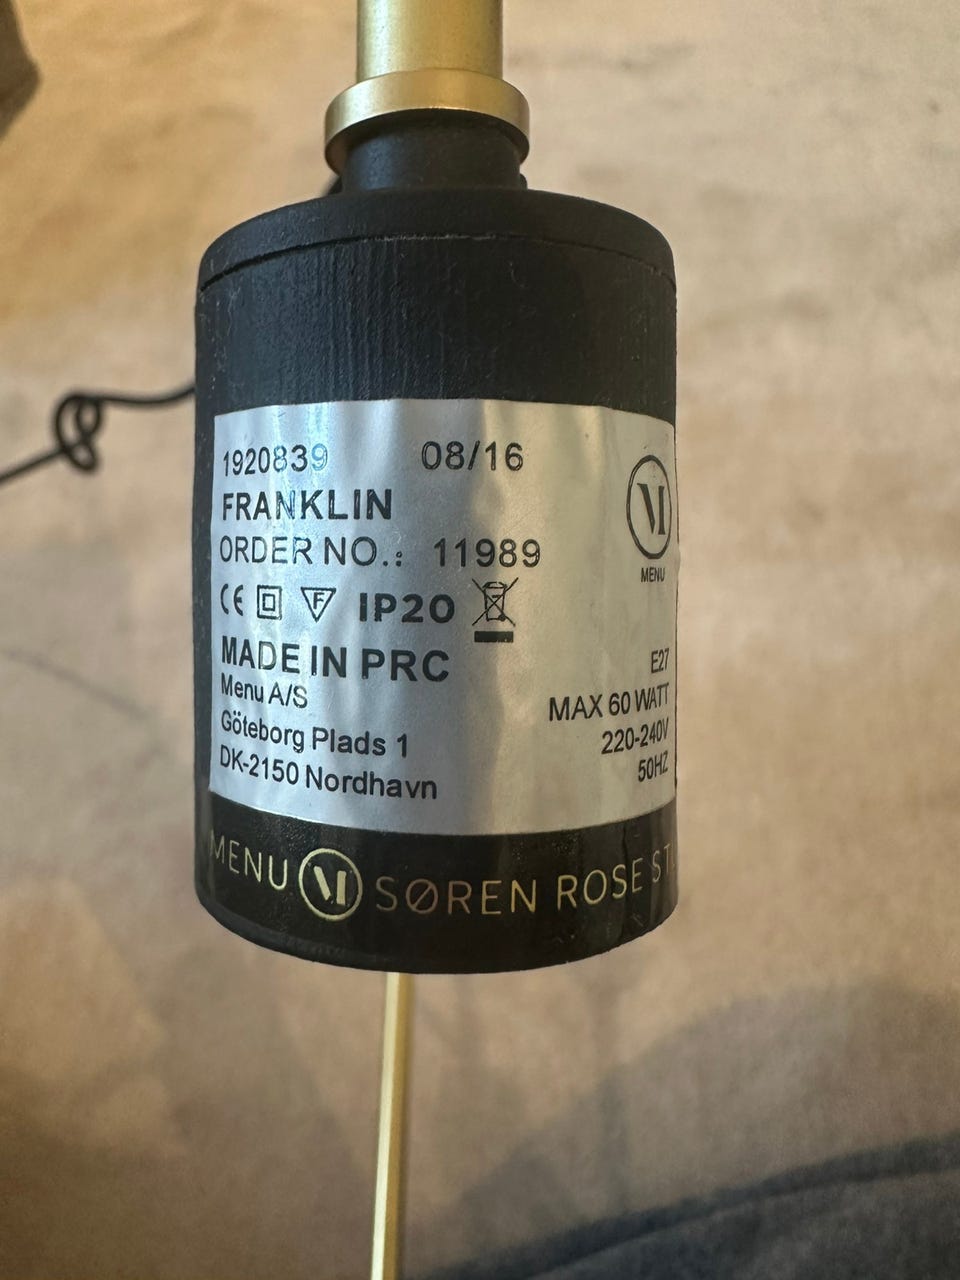 1920839 08/16
FRANKLIN
ORDER NO.: 11989
CE F IP20
MADE IN PRC
Menu A/S
Göteborg Plads 1
DK-2150 Nordhavn
M
MENU
E27
MAX 60 WATT
220-240V
50HZ
MENU M SØREN ROSE